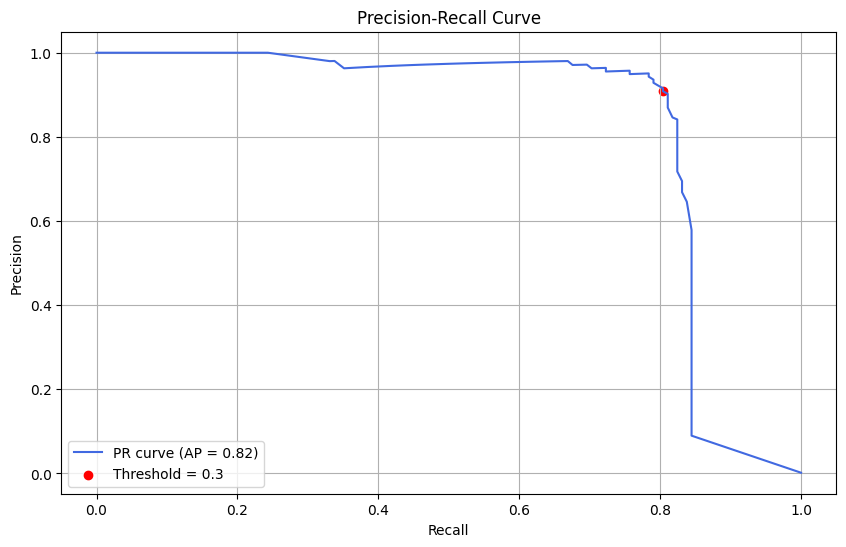 Precision-Recall Curve
Precision
1.0
0.8
0.6
0.4
0.2
0.0
PR curve (AP = 0.82)
Threshold = 0.3
0.0 0.2 0.4 0.6 0.8 1.0
Recall